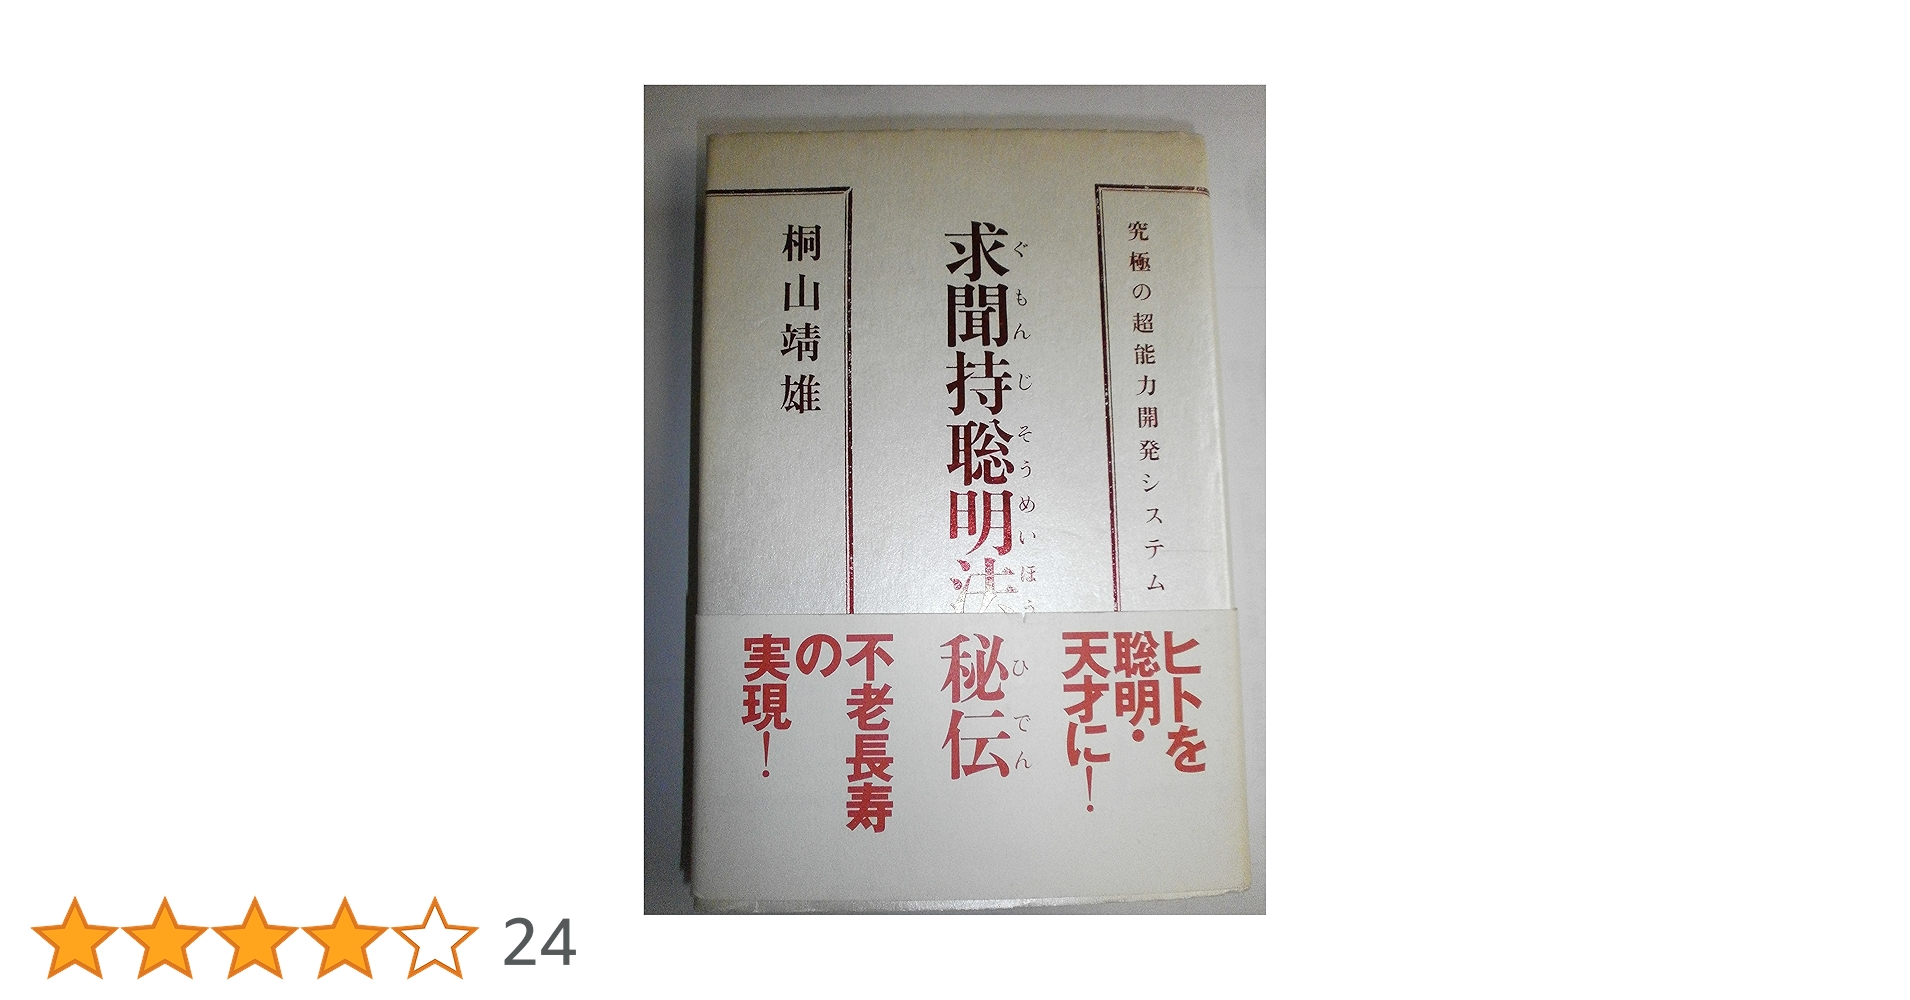 究極の超能力開発システム
求聞持聡明法
ぐもんじそうめいほう
桐山靖雄
ヒトを
聡明・
天才に！
秘伝
ひでん
不老長寿
の
実現！
24